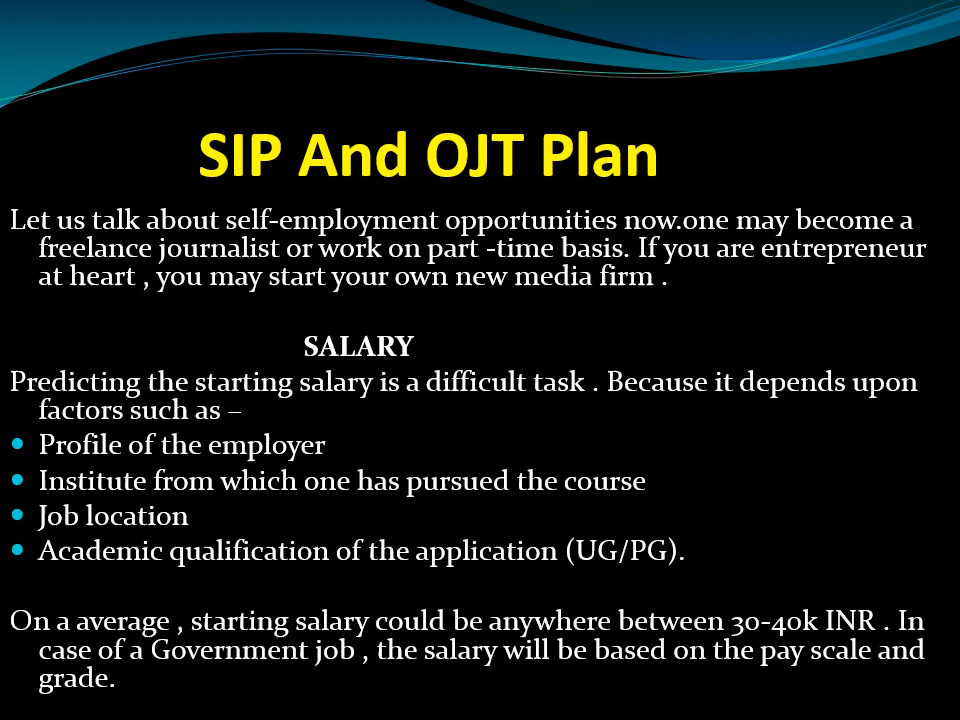 SIP And OJT Plan
Let us talk about self-employment opportunities now.one may become a
freelance journalist or work on part -time basis. If you are entrepreneur
at heart , you may start your own new media firm .
SALARY
Predicting the starting salary is a difficult task . Because it depends upon
factors such as –
• Profile of the employer
• Institute from which one has pursued the course
• Job location
• Academic qualification of the application (UG/PG).
On a average , starting salary could be anywhere between 30-40k INR . In
case of a Government job , the salary will be based on the pay scale and
grade.